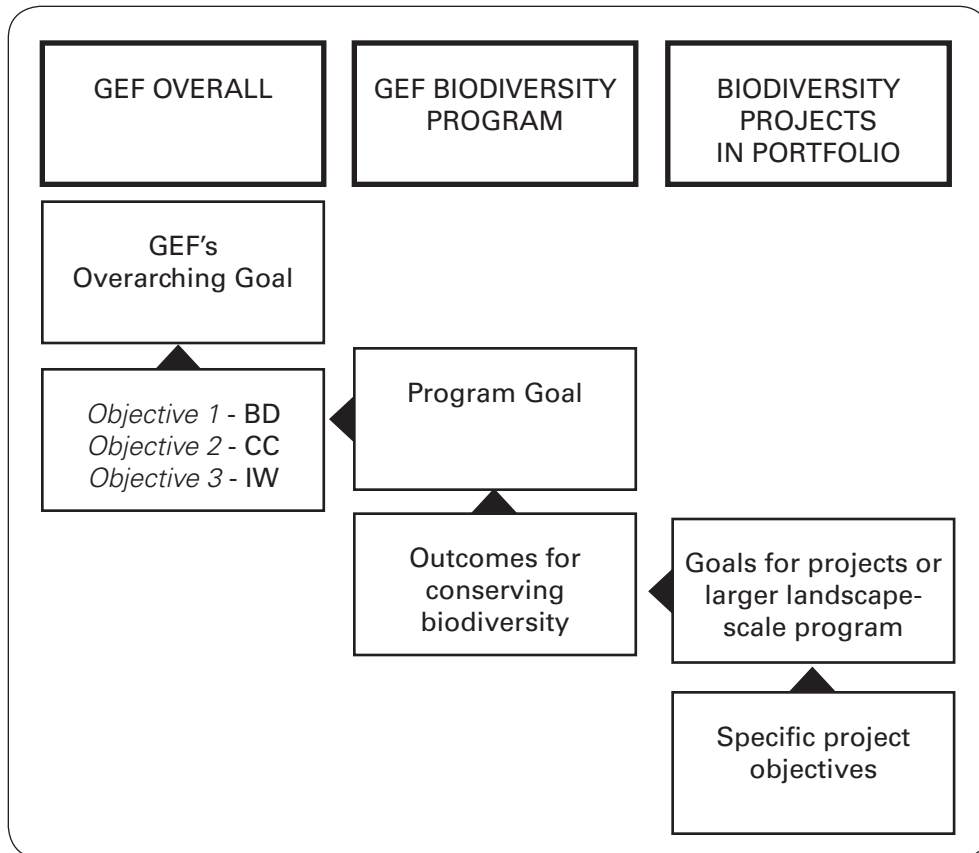 GEF OVERALL
GEF BIODIVERSITY
PROGRAM
BIODIVERSITY
PROJECTS
IN PORTFOLIO
GEF's
Overarching Goal
Objective 1 - BD
Objective 2 - CC
Objective 3 - IW
Program Goal
Outcomes for
conserving
biodiversity
Goals for projects or
larger landscape-
scale program
Specific project
objectives